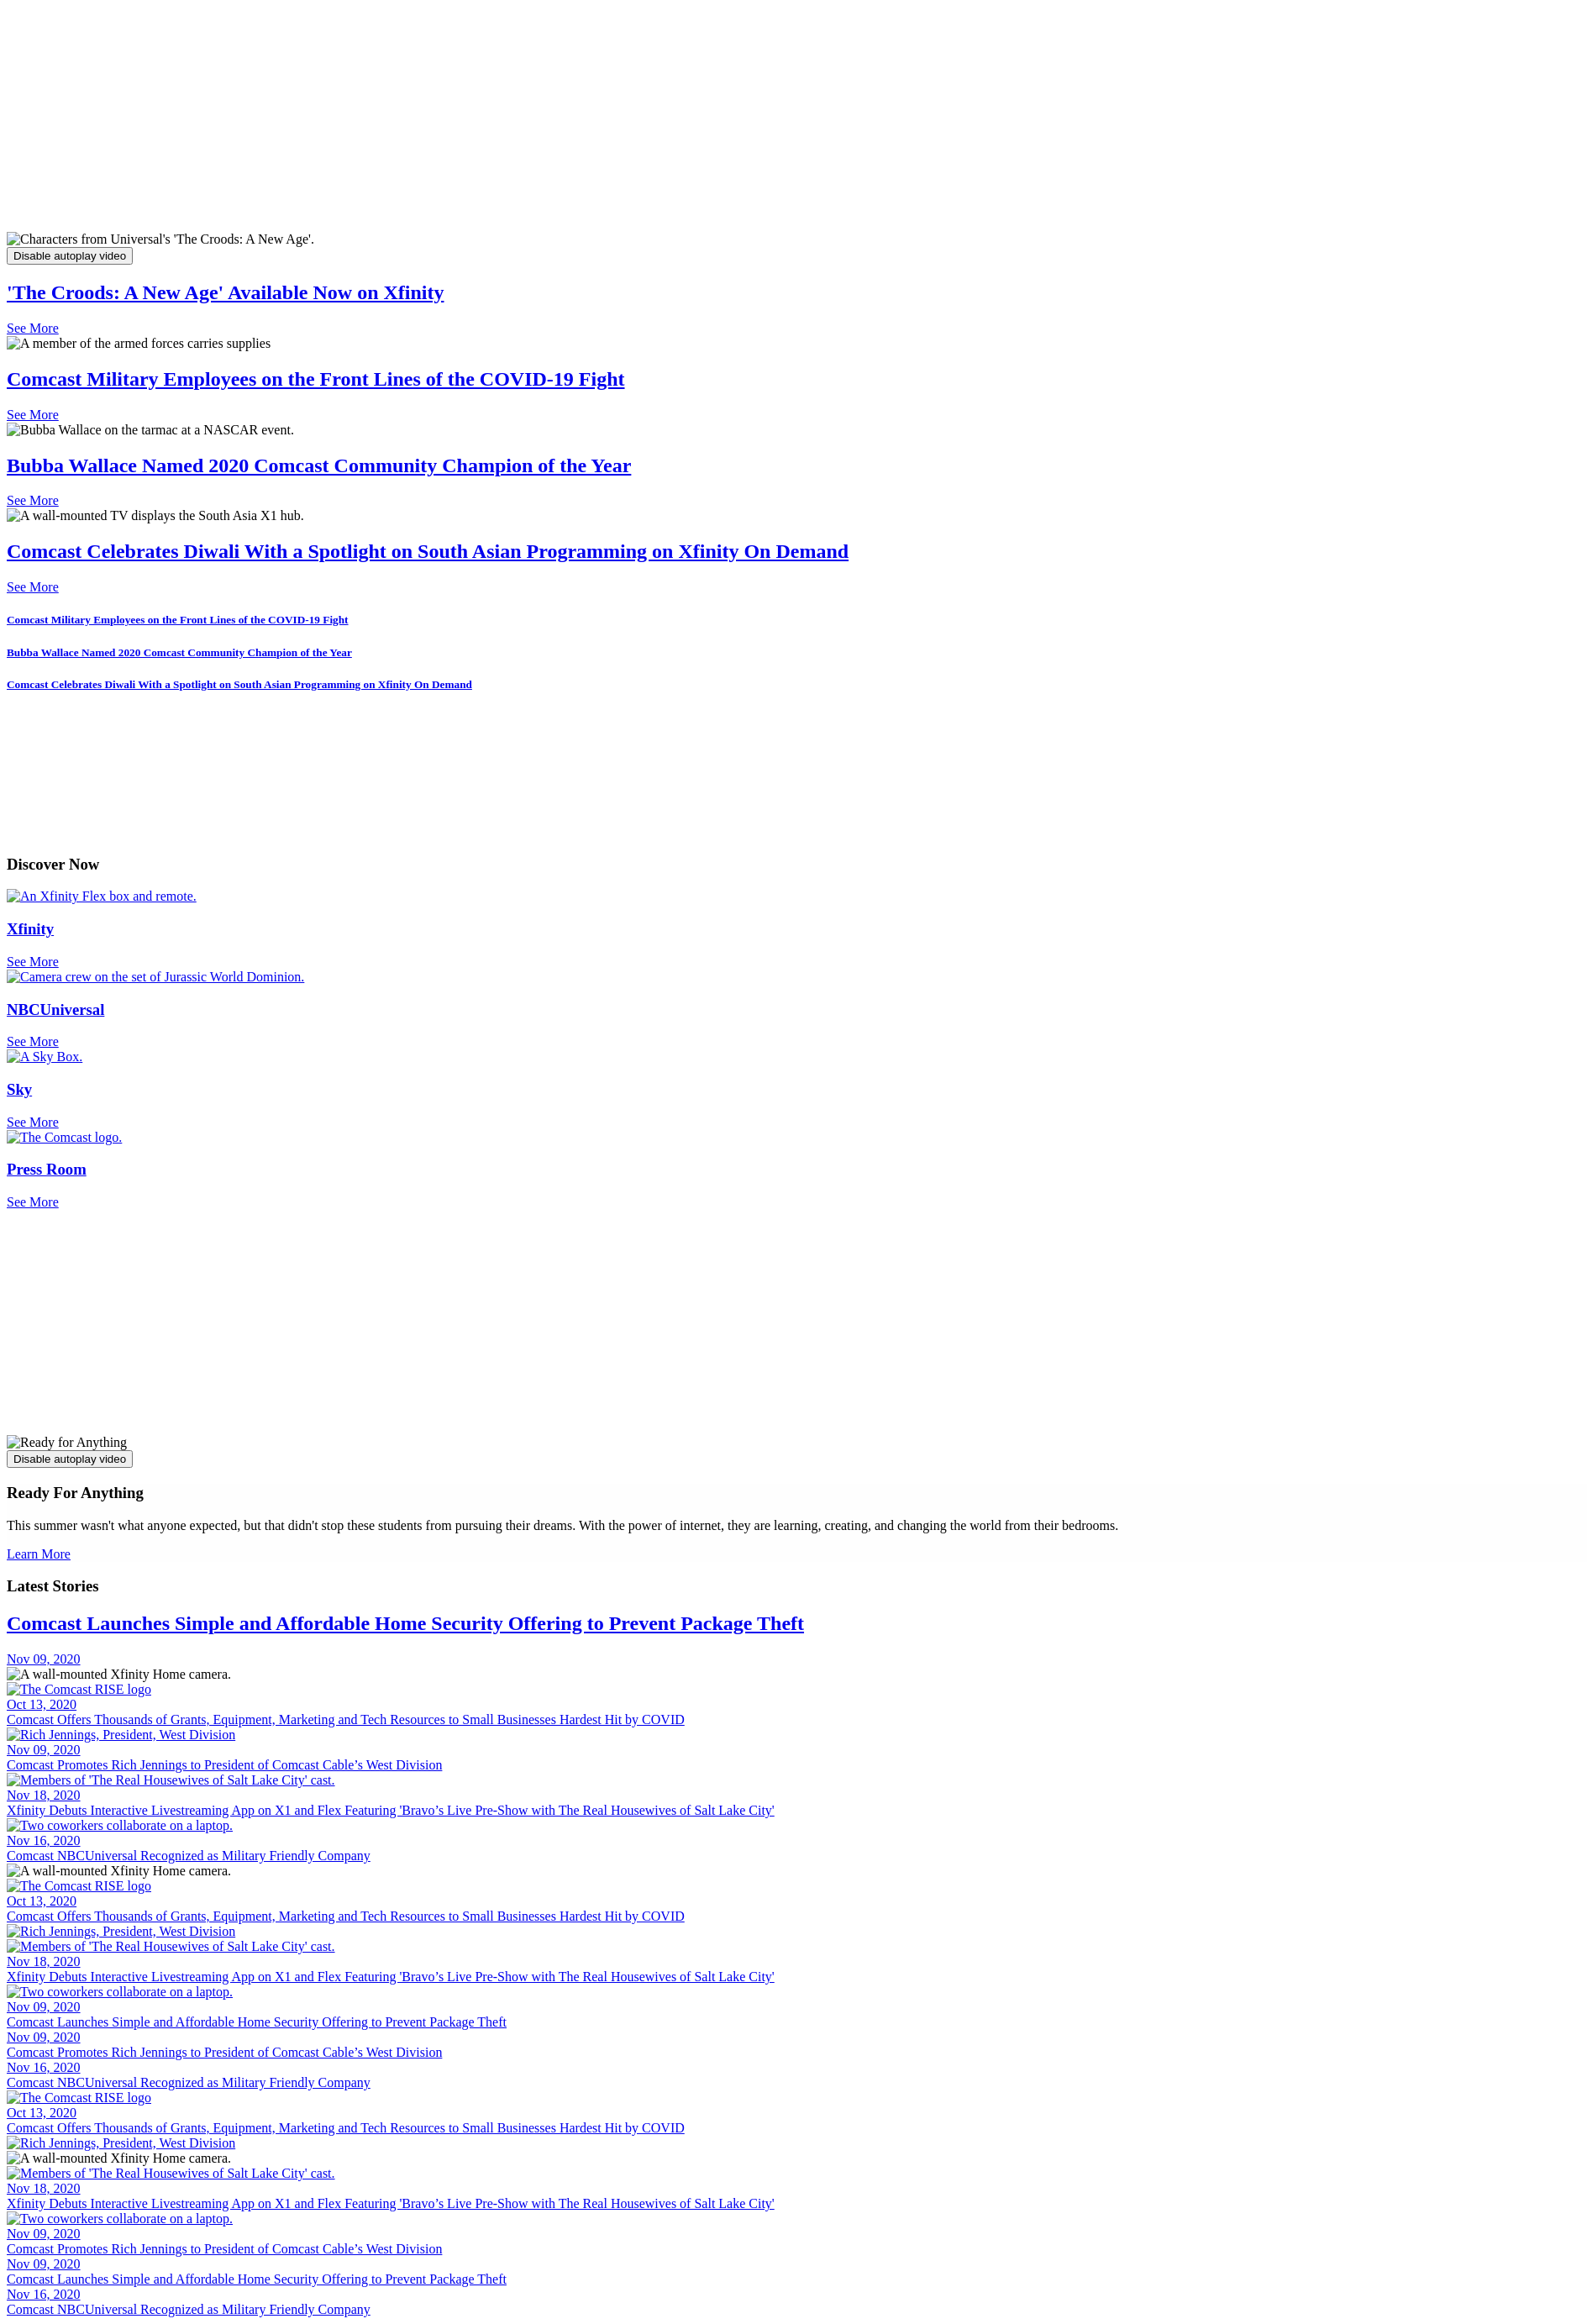 Characters from Universal's 'The Croods: A New Age'.
Disable autoplay video
'The Croods: A New Age' Available Now on Xfinity
See More
A member of the armed forces carries supplies
Comcast Military Employees on the Front Lines of the COVID-19 Fight
See More
Bubba Wallace on the tarmac at a NASCAR event.
Bubba Wallace Named 2020 Comcast Community Champion of the Year
See More
A wall-mounted TV displays the South Asia X1 hub.
Comcast Celebrates Diwali With a Spotlight on South Asian Programming on Xfinity On Demand
See More
Comcast Military Employees on the Front Lines of the COVID-19 Fight
Bubba Wallace Named 2020 Comcast Community Champion of the Year
Comcast Celebrates Diwali With a Spotlight on South Asian Programming on Xfinity On Demand
Discover Now
An Xfinity Flex box and remote.
Xfinity
See More
Camera crew on the set of Jurassic World Dominion.
NBCUniversal
See More
A Sky Box.
Sky
See More
The Comcast logo.
Press Room
See More
Ready for Anything
Disable autoplay video
Ready For Anything
This summer wasn't what anyone expected, but that didn't stop these students from pursuing their dreams. With the power of internet, they are learning, creating, and changing the world from their bedrooms.
Learn More
Latest Stories
Comcast Launches Simple and Affordable Home Security Offering to Prevent Package Theft
Nov 09, 2020
A wall-mounted Xfinity Home camera.
The Comcast RISE logo
Oct 13, 2020
Comcast Offers Thousands of Grants, Equipment, Marketing and Tech Resources to Small Businesses Hardest Hit by COVID
Rich Jennings, President, West Division
Nov 09, 2020
Comcast Promotes Rich Jennings to President of Comcast Cable’s West Division
Members of 'The Real Housewives of Salt Lake City' cast.
Nov 18, 2020
Xfinity Debuts Interactive Livestreaming App on X1 and Flex Featuring 'Bravo’s Live Pre-Show with The Real Housewives of Salt Lake City'
Two coworkers collaborate on a laptop.
Nov 16, 2020
Comcast NBCUniversal Recognized as Military Friendly Company
A wall-mounted Xfinity Home camera.
The Comcast RISE logo
Oct 13, 2020
Comcast Offers Thousands of Grants, Equipment, Marketing and Tech Resources to Small Businesses Hardest Hit by COVID
Rich Jennings, President, West Division
Members of 'The Real Housewives of Salt Lake City' cast.
Nov 18, 2020
Xfinity Debuts Interactive Livestreaming App on X1 and Flex Featuring 'Bravo’s Live Pre-Show with The Real Housewives of Salt Lake City'
Two coworkers collaborate on a laptop.
Nov 09, 2020
Comcast Launches Simple and Affordable Home Security Offering to Prevent Package Theft
Nov 09, 2020
Comcast Promotes Rich Jennings to President of Comcast Cable’s West Division
Nov 16, 2020
Comcast NBCUniversal Recognized as Military Friendly Company
The Comcast RISE logo
Oct 13, 2020
Comcast Offers Thousands of Grants, Equipment, Marketing and Tech Resources to Small Businesses Hardest Hit by COVID
Rich Jennings, President, West Division
A wall-mounted Xfinity Home camera.
Members of 'The Real Housewives of Salt Lake City' cast.
Nov 18, 2020
Xfinity Debuts Interactive Livestreaming App on X1 and Flex Featuring 'Bravo’s Live Pre-Show with The Real Housewives of Salt Lake City'
Two coworkers collaborate on a laptop.
Nov 09, 2020
Comcast Promotes Rich Jennings to President of Comcast Cable’s West Division
Nov 09, 2020
Comcast Launches Simple and Affordable Home Security Offering to Prevent Package Theft
Nov 16, 2020
Comcast NBCUniversal Recognized as Military Friendly Company